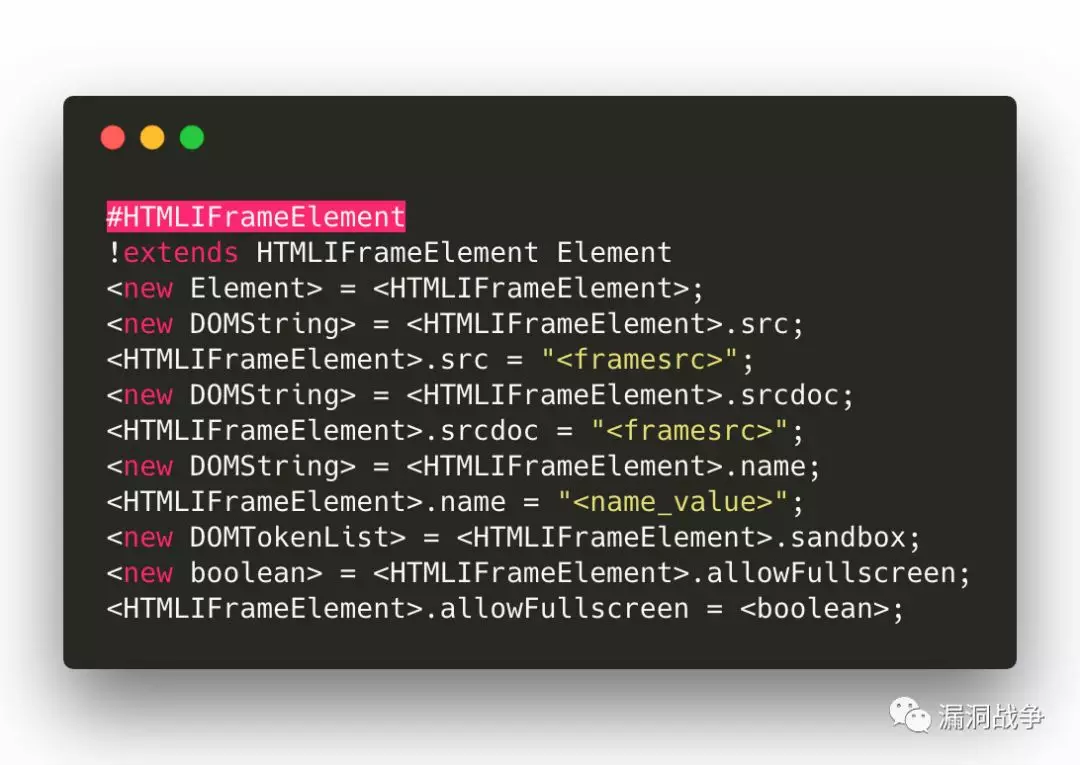 #HTMLIFrameElement
!extends HTMLIFrameElement Element
<new Element> = <HTMLIFrameElement>;
<new DOMString> = <HTMLIFrameElement>.src;
<HTMLIFrameElement>.src = "<framesrc>";
<new DOMString> = <HTMLIFrameElement>.srcdoc;
<HTMLIFrameElement>.srcdoc = "<framesrc>";
<new DOMString> = <HTMLIFrameElement>.name;
<HTMLIFrameElement>.name = "<name_value>";
<new DOMTokenList> = <HTMLIFrameElement>.sandbox;
<new boolean> = <HTMLIFrameElement>.allowFullscreen;
<HTMLIFrameElement>.allowFullscreen = <boolean>;
漏洞战争